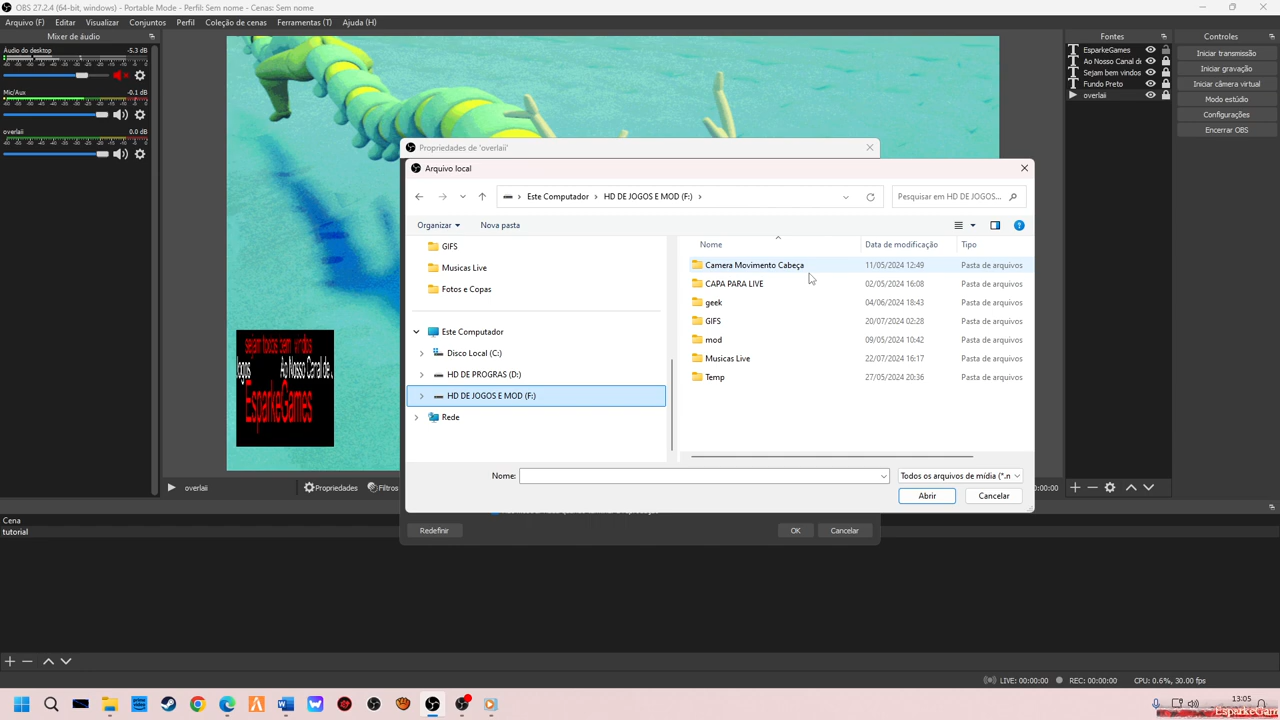 OBS 27.2.4 (64-bit, windows) - Portable Mode - Perfil: Sem nome - Cenas: Sem nome
Arquivo (F) Editar Visualizar Conjuntos Perfil Coleção de cenas Ferramentas (T) Ajuda (H)
Mixer de áudio
Áudio do desktop -5.3 dB
Mic/Aux -0.1 dB
overlaii 0.0 dB
Fontes
EsparkeGames
Ao Nosso Canal de
Sejam bem vindos
Fundo Preto
overlaii
Controles
Iniciar transmissão
Iniciar gravação
Iniciar câmera virtual
Modo estúdio
Configurações
Encerrar OBS
Propriedades de 'overlaii'
Arquivo local
Este Computador > HD DE JOGOS E MOD (F:) >
Pesquisar em HD DE JOGOS...
Organizar Nova pasta
GIFS
Musicas Live
Fotos e Copas
Este Computador
Disco Local (C:)
HD DE PROGRAS (D:)
HD DE JOGOS E MOD (F:)
Rede
Nome Data de modificação Tipo
Camera Movimento Cabeça 11/05/2024 12:49 Pasta de arquivos
CAPA PARA LIVE 02/05/2024 16:08 Pasta de arquivos
geek 04/06/2024 18:43 Pasta de arquivos
GIFS 20/07/2024 02:28 Pasta de arquivos
mod 09/05/2024 10:42 Pasta de arquivos
Musicas Live 22/07/2024 16:17 Pasta de arquivos
Temp 27/05/2024 20:36 Pasta de arquivos
Nome: Todos os arquivos de mídia (*.m
Abrir Cancelar
Redefinir OK Cancelar
sejam todos bem vindos
Jogos Ao Nosso Canal de
EsparkeGames
overlaii Propriedades Filtros
00:00
Cena
tutorial
LIVE: 00:00:00 REC: 00:00:00 CPU: 0.6%, 30.00 fps
13:05
EsparkeGam